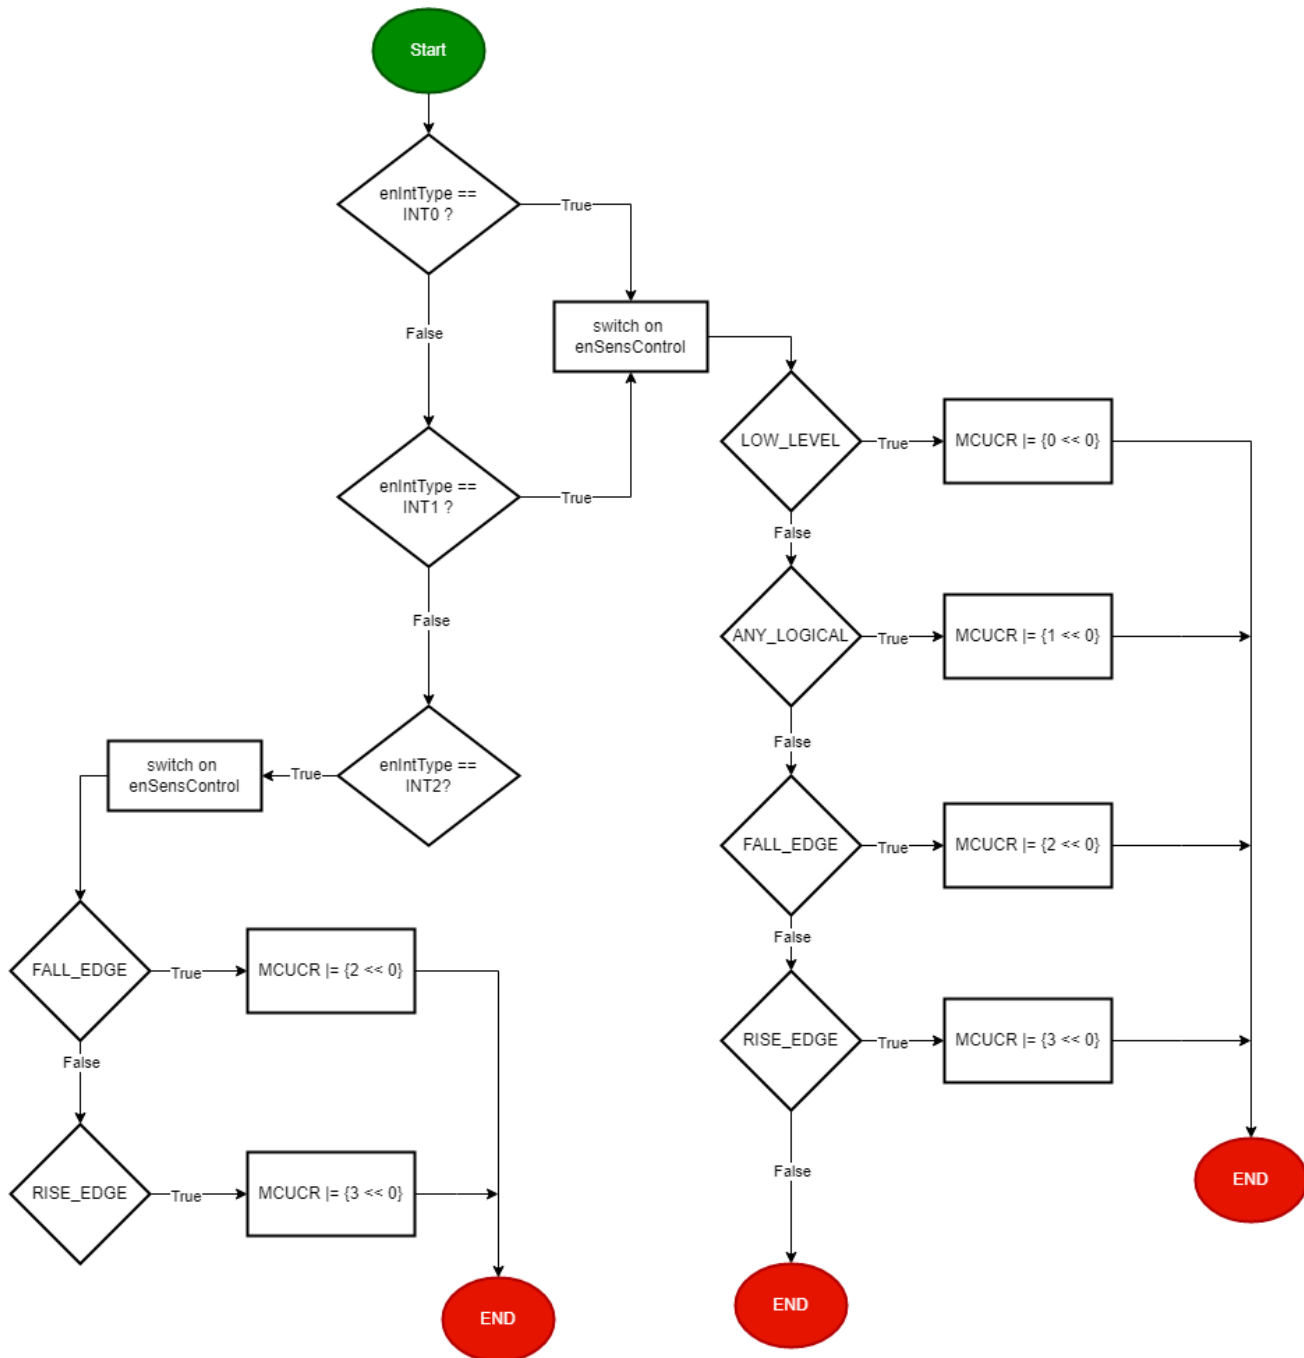 Start
enIntType ==
INT0 ?
True
False
switch on
enSensControl
enIntType ==
INT1 ?
True
False
LOW_LEVEL
True
MCUCR |= {0 << 0}
False
ANY_LOGICAL
True
MCUCR |= {1 << 0}
False
FALL_EDGE
True
MCUCR |= {2 << 0}
False
RISE_EDGE
True
MCUCR |= {3 << 0}
False
END
END
enIntType ==
INT2?
True
switch on
enSensControl
FALL_EDGE
True
MCUCR |= {2 << 0}
False
RISE_EDGE
True
MCUCR |= {3 << 0}
END